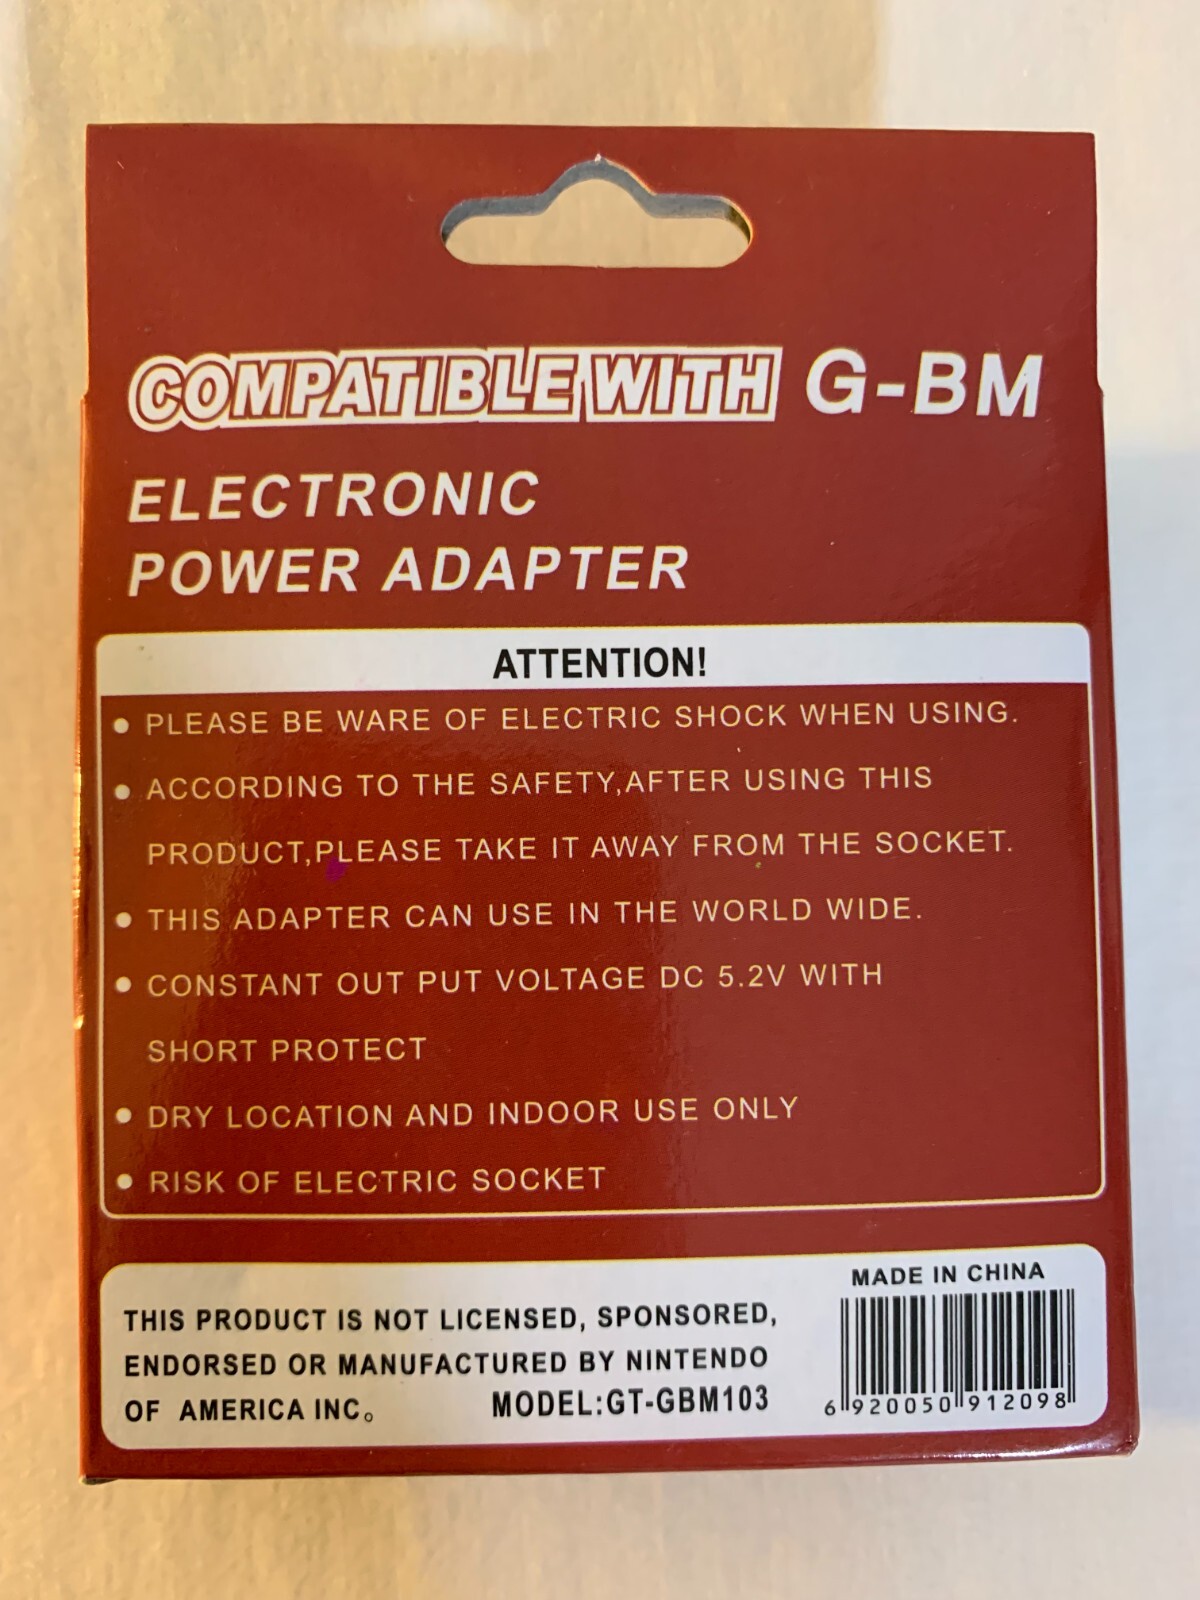 COMPATIBLE WITH G-BM
ELECTRONIC
POWER ADAPTER
ATTENTION!
• PLEASE BE WARE OF ELECTRIC SHOCK WHEN USING.
• ACCORDING TO THE SAFETY,AFTER USING THIS
PRODUCT,PLEASE TAKE IT AWAY FROM THE SOCKET.
• THIS ADAPTER CAN USE IN THE WORLD WIDE.
• CONSTANT OUT PUT VOLTAGE DC 5.2V WITH
SHORT PROTECT
• DRY LOCATION AND INDOOR USE ONLY
• RISK OF ELECTRIC SOCKET
THIS PRODUCT IS NOT LICENSED, SPONSORED,
ENDORSED OR MANUFACTURED BY NINTENDO
OF AMERICA INC。 MODEL:GT-GBM103
MADE IN CHINA
6 920050 912098